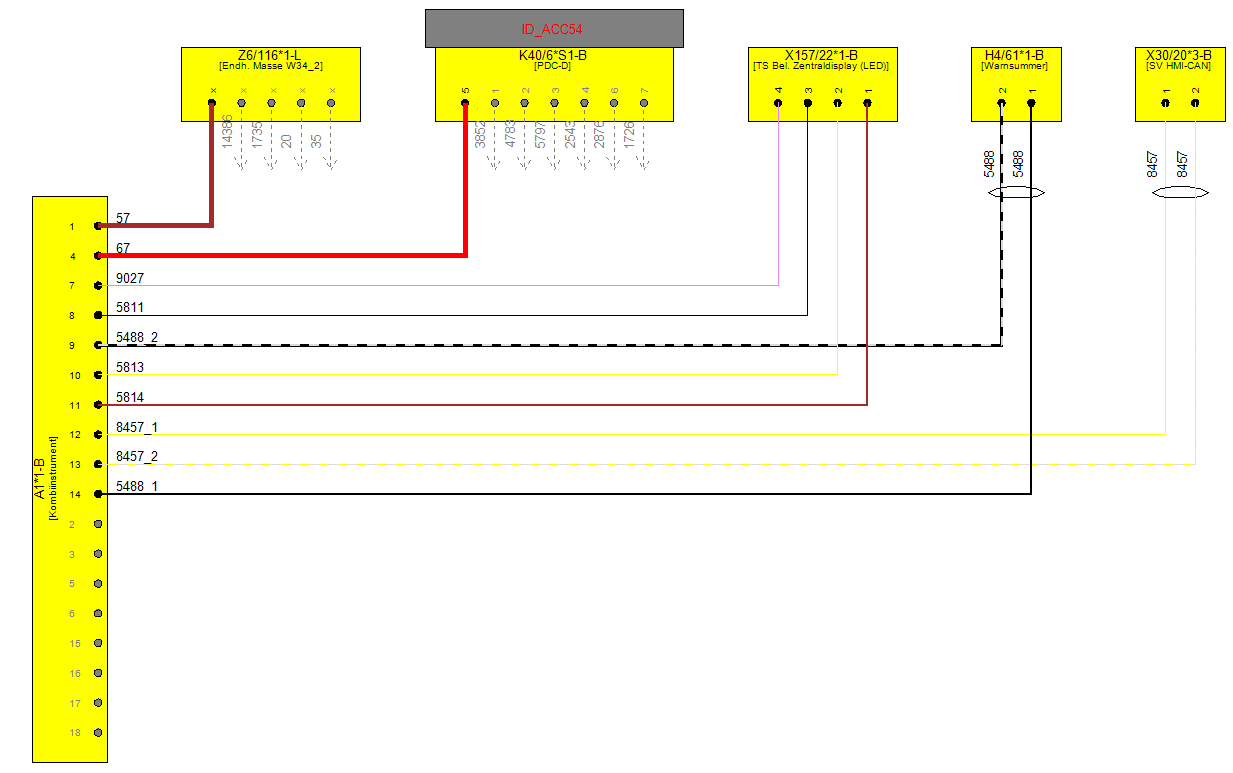 ID_ACC54
Z6/116*1-L
[Endh. Masse W34_2]
x x x x x
14386 1735 20 35
K40/6*S1-B
[PDC-D]
5 1 2 3 4 6 7
3852 4783 5797 2543 2876 1726
X157/22*1-B
[TS Bel. Zentraldisplay (LED)]
4 3 2 1
H4/61*1-B
[Warnsummer]
2 1
5488 5488
X30/20*3-B
[SV HMI-CAN]
1 2
8457 8457
A1*1-B
[Kombiinstrument]
1 57
4 67
7 9027
8 5811
9 5488_2
10 5813
11 5814
12 8457_1
13 8457_2
14 5488_1
2
3
5
6
15
16
17
18